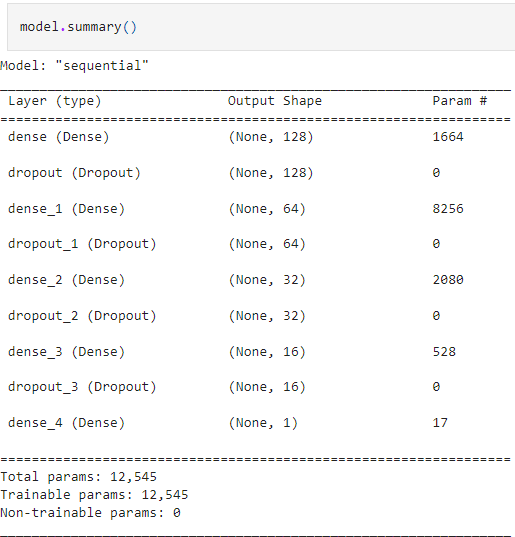 model.summary()
Model: "sequential"
_________________________________________________________________
Layer (type) Output Shape Param #
=================================================================
dense (Dense) (None, 128) 1664
dropout (Dropout) (None, 128) 0
dense_1 (Dense) (None, 64) 8256
dropout_1 (Dropout) (None, 64) 0
dense_2 (Dense) (None, 32) 2080
dropout_2 (Dropout) (None, 32) 0
dense_3 (Dense) (None, 16) 528
dropout_3 (Dropout) (None, 16) 0
dense_4 (Dense) (None, 1) 17
=================================================================
Total params: 12,545
Trainable params: 12,545
Non-trainable params: 0
_________________________________________________________________